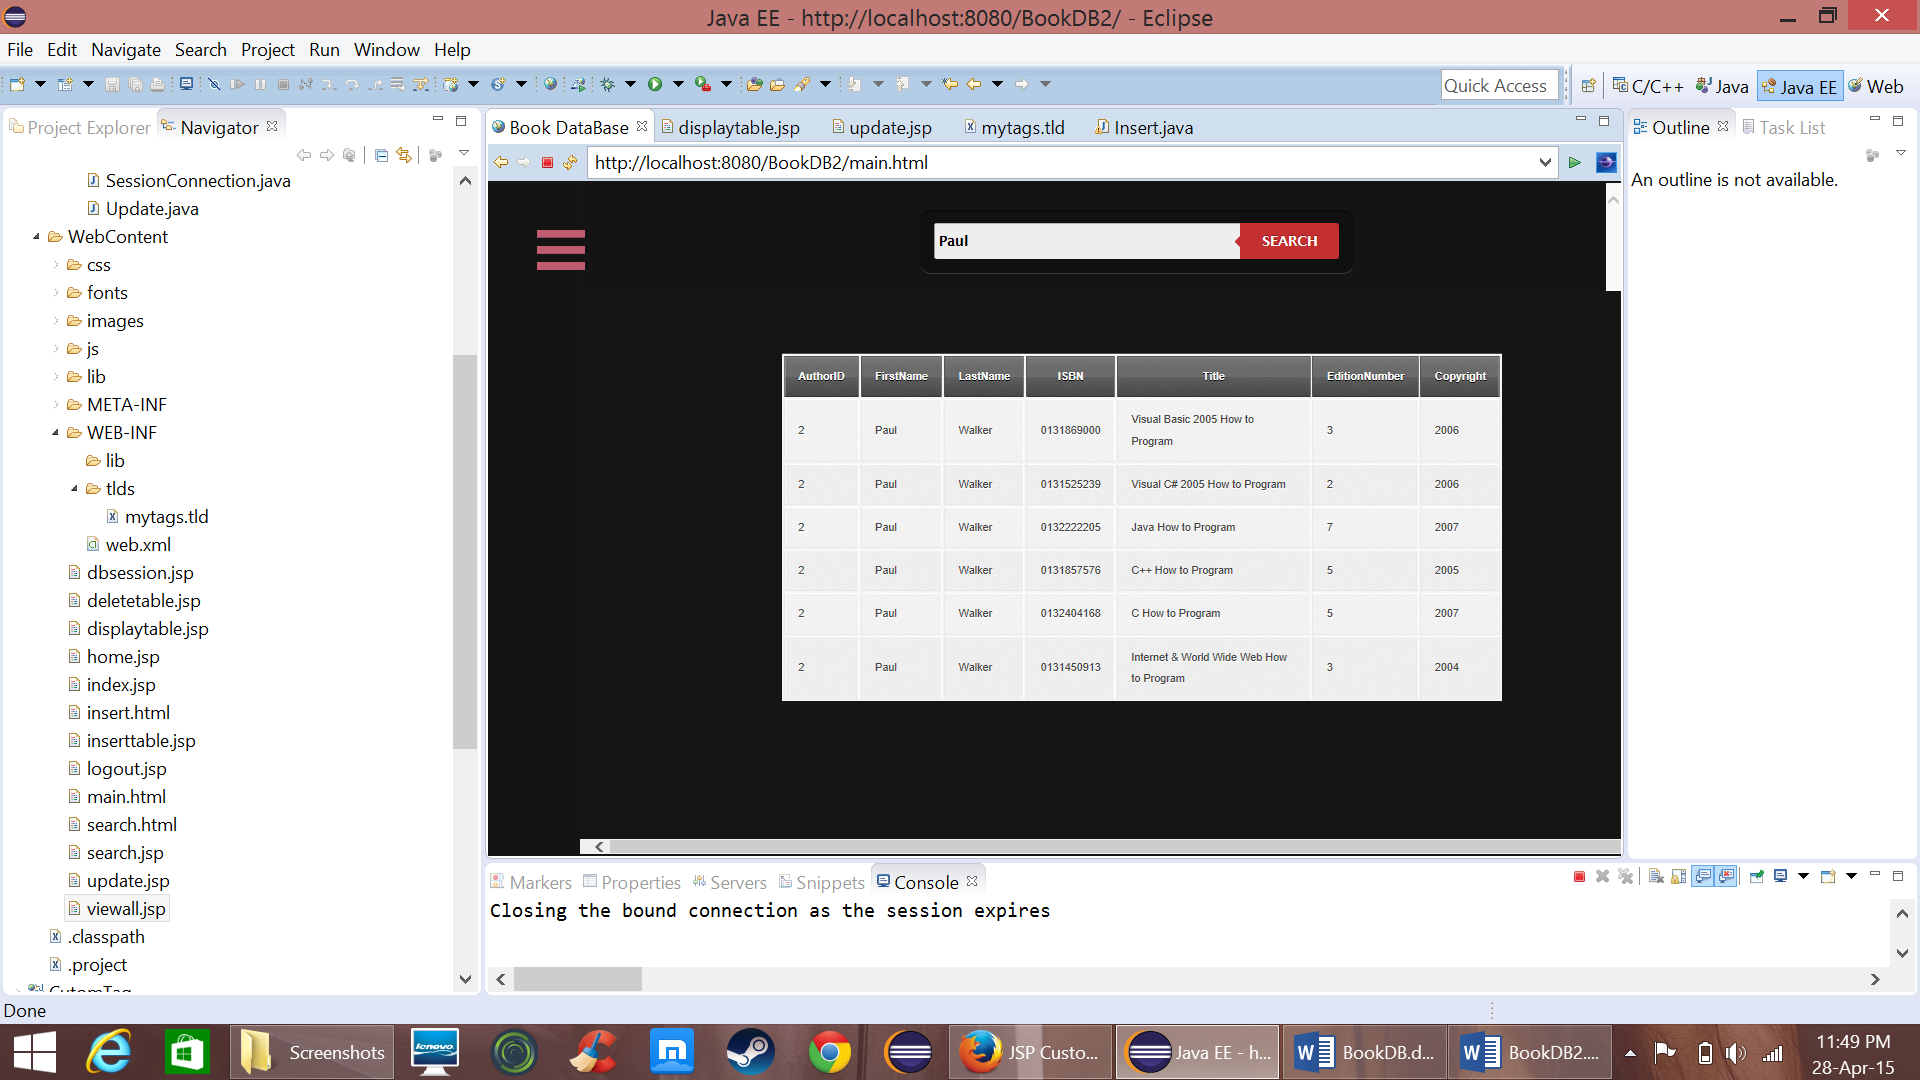 Java EE - http://localhost:8080/BookDB2/ - Eclipse
File Edit Navigate Search Project Run Window Help
Quick Access
C/C++ Java Java EE Web
Project Explorer Navigator
SessionConnection.java
Update.java
WebContent
css
fonts
images
js
lib
META-INF
WEB-INF
lib
tlds
mytags.tld
web.xml
dbsession.jsp
deletetable.jsp
displaytable.jsp
home.jsp
index.jsp
insert.html
inserttable.jsp
logout.jsp
main.html
search.html
search.jsp
update.jsp
viewall.jsp
.classpath
.project
CutomTag
Book DataBase displaytable.jsp update.jsp mytags.tld Insert.java
http://localhost:8080/BookDB2/main.html
Paul SEARCH
AuthorID FirstName LastName ISBN Title EditionNumber Copyright
2 Paul Walker 0131869000 Visual Basic 2005 How to Program 3 2006
2 Paul Walker 0131525239 Visual C# 2005 How to Program 2 2006
2 Paul Walker 0132222205 Java How to Program 7 2007
2 Paul Walker 0131857576 C++ How to Program 5 2005
2 Paul Walker 0132404168 C How to Program 5 2007
2 Paul Walker 0131450913 Internet & World Wide Web How to Program 3 2004
Outline Task List
An outline is not available.
Markers Properties Servers Snippets Console
Closing the bound connection as the session expires
Done
Screenshots
lenovo
JSP Custo...
Java EE - h...
BookDB.d...
BookDB2....
11:49 PM
28-Apr-15